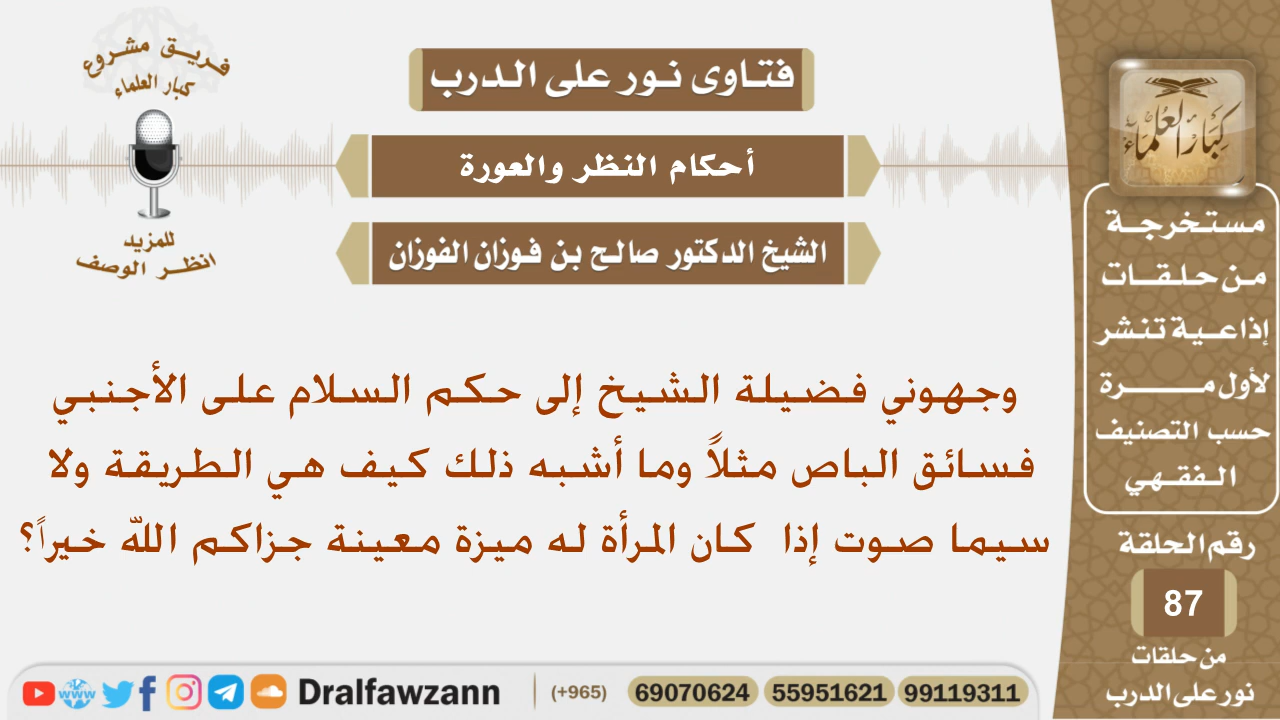 فريق مشروع
كبار العلماء
للمزيد
انظر الوصف
فتاوى نور على الدرب
أحكام النظر والعورة
الشيخ الدكتور صالح بن فوزان الفوزان
وجهوني فضيلة الشيخ إلى حكم السلام على الأجنبي
فسائق الباص مثلاً وما أشبه ذلك كيف هي الطريقة ولا
سيما صوت إذا كان المرأة له ميزة معينة جزاكم الله خيراً؟
كبار العلماء
مستخرجة
من حلقات
إذاعية تنشر
لأول مرة
حسب التصنيف
الفقهي
رقم الحلقة
87
من حلقات
نور على الدرب
www Dralfawzann (+965) 69070624 55951621 99119311